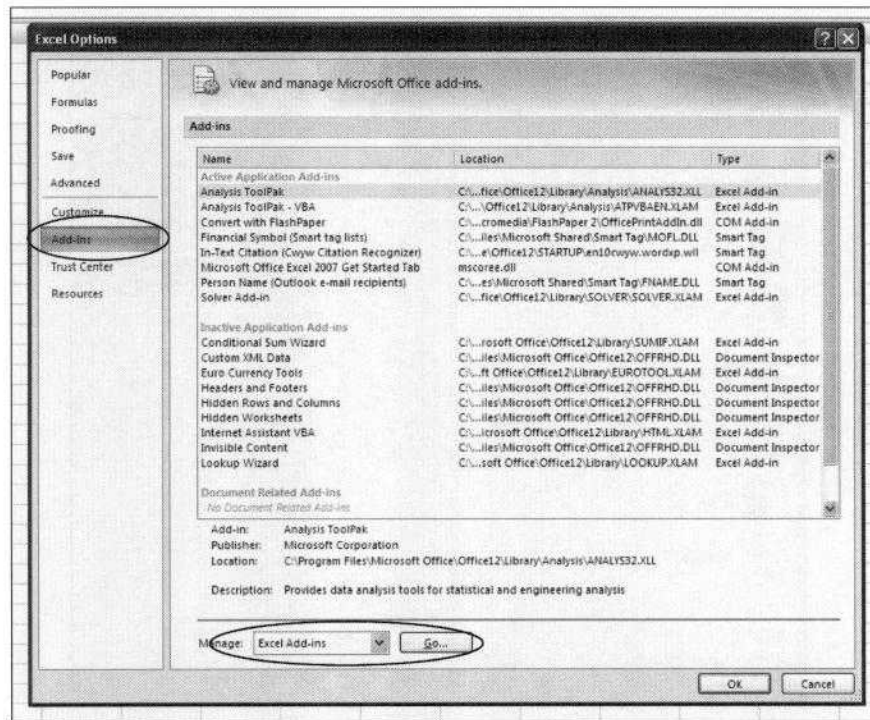 Excel Options
Popular
Formulas
Proofing
Save
Advanced
Customize
Add-Ins
Trust Center
Resources
View and manage Microsoft Office add-ins.
Add-ins
Name Location Type
Active Application Add-ins
Analysis ToolPak C:\...fice\Office12\Library\Analysis\ANALYS32.XLL Excel Add-in
Analysis ToolPak - VBA C:\...\Office12\Library\Analysis\ATPVBAEN.XLAM Excel Add-in
Convert with FlashPaper C:\...cromedia\FlashPaper 2\OfficePrintAddIn.dll COM Add-in
Financial Symbol (Smart tag lists) C:\...iles\Microsoft Shared\Smart Tag\MOFL.DLL Smart Tag
In-Text Citation (Cwyw Citation Recognizer) C:\...e\Office12\STARTUP\en10cwyw.wordxp.wll Smart Tag
Microsoft Office Excel 2007 Get Started Tab mscoree.dll COM Add-in
Person Name (Outlook e-mail recipients) C:\...es\Microsoft Shared\Smart Tag\FNAME.DLL Smart Tag
Solver Add-in C:\...fice\Office12\Library\SOLVER\SOLVER.XLAM Excel Add-in
Inactive Application Add-ins
Conditional Sum Wizard C:\...rosoft Office\Office12\Library\SUMIF.XLAM Excel Add-in
Custom XML Data C:\...iles\Microsoft Office\Office12\OFFRHD.DLL Document Inspector
Euro Currency Tools C:\...ft Office\Office12\Library\EUROTOOL.XLAM Excel Add-in
Headers and Footers C:\...iles\Microsoft Office\Office12\OFFRHD.DLL Document Inspector
Hidden Rows and Columns C:\...iles\Microsoft Office\Office12\OFFRHD.DLL Document Inspector
Hidden Worksheets C:\...iles\Microsoft Office\Office12\OFFRHD.DLL Document Inspector
Internet Assistant VBA C:\...icrosoft Office\Office12\Library\HTML.XLAM Excel Add-in
Invisible Content C:\...iles\Microsoft Office\Office12\OFFRHD.DLL Document Inspector
Lookup Wizard C:\...soft Office\Office12\Library\LOOKUP.XLAM Excel Add-in
Document Related Add-ins
No Document Related Add-ins
Add-in: Analysis ToolPak
Publisher: Microsoft Corporation
Location: C:\Program Files\Microsoft Office\Office12\Library\Analysis\ANALYS32.XLL
Description: Provides data analysis tools for statistical and engineering analysis
Manage: Excel Add-ins Go...
OK Cancel